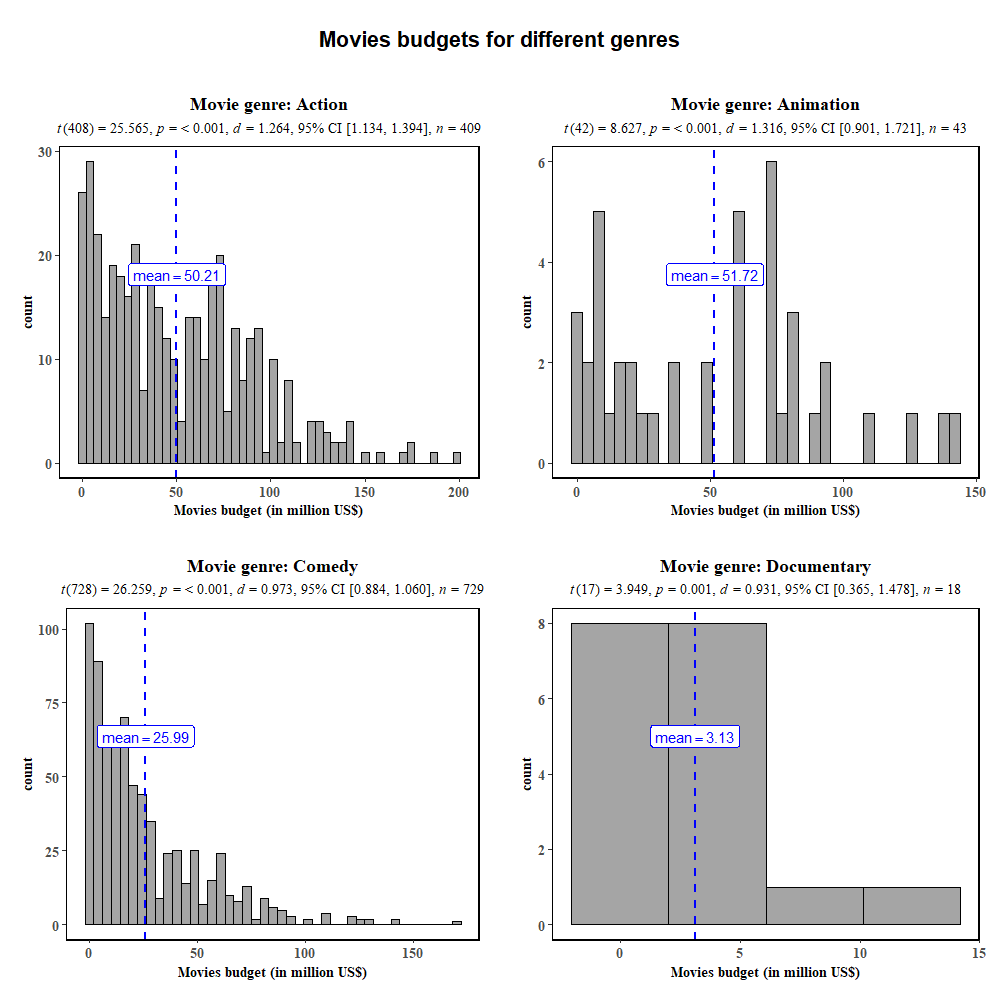 Movies budgets for different genres
Movie genre: Action
t(408) = 25.565, p = < 0.001, d = 1.264, 95% CI [1.134, 1.394], n = 409
30
20
10
0
count
mean = 50.21
0 50 100 150 200
Movies budget (in million US$)
Movie genre: Animation
t(42) = 8.627, p = < 0.001, d = 1.316, 95% CI [0.901, 1.721], n = 43
6
4
2
0
count
mean = 51.72
0 50 100 150
Movies budget (in million US$)
Movie genre: Comedy
t(728) = 26.259, p = < 0.001, d = 0.973, 95% CI [0.884, 1.060], n = 729
100
75
50
25
0
count
mean = 25.99
0 50 100 150
Movies budget (in million US$)
Movie genre: Documentary
t(17) = 3.949, p = 0.001, d = 0.931, 95% CI [0.365, 1.478], n = 18
8
6
4
2
0
count
mean = 3.13
0 5 10 15
Movies budget (in million US$)